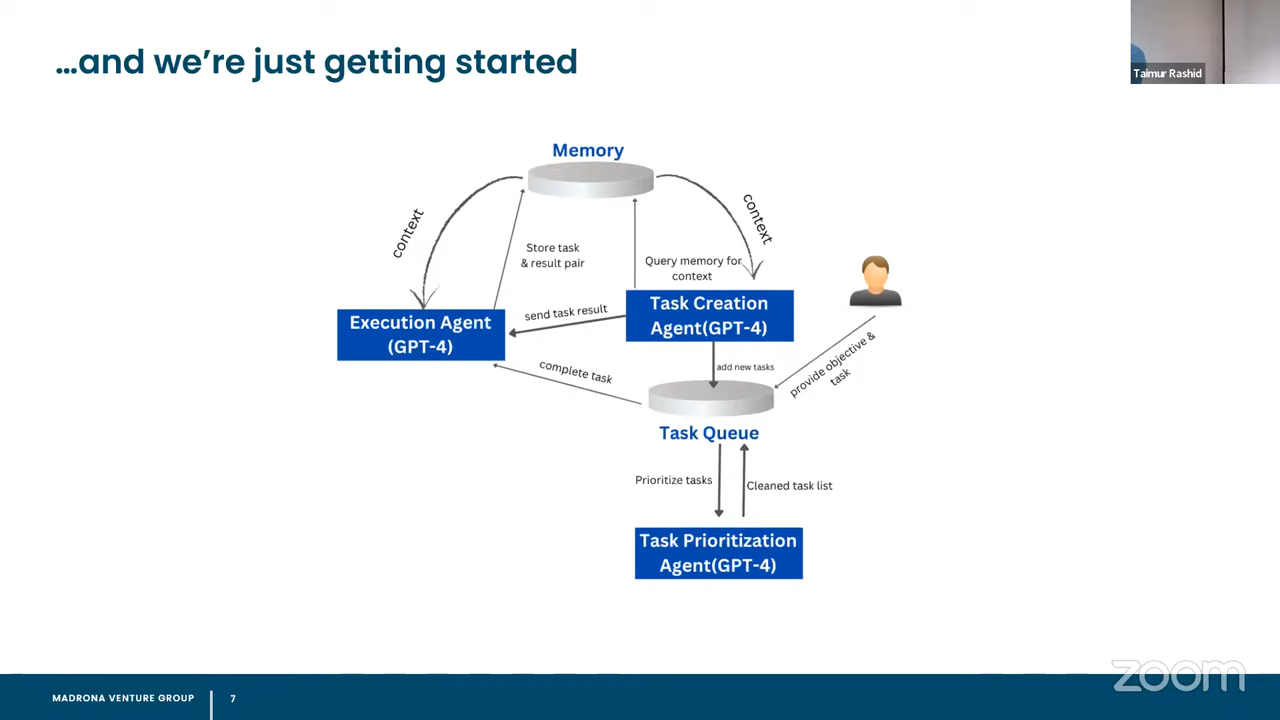 …and we're just getting started
Taimur Rashid
Memory
context
context
Store task
& result pair
Query memory for
context
Execution Agent
(GPT-4)
send task result
Task Creation
Agent(GPT-4)
provide objective &
task
complete task
add new tasks
Task Queue
Prioritize tasks
Cleaned task list
Task Prioritization
Agent(GPT-4)
MADRONA VENTURE GROUP
7
zoom